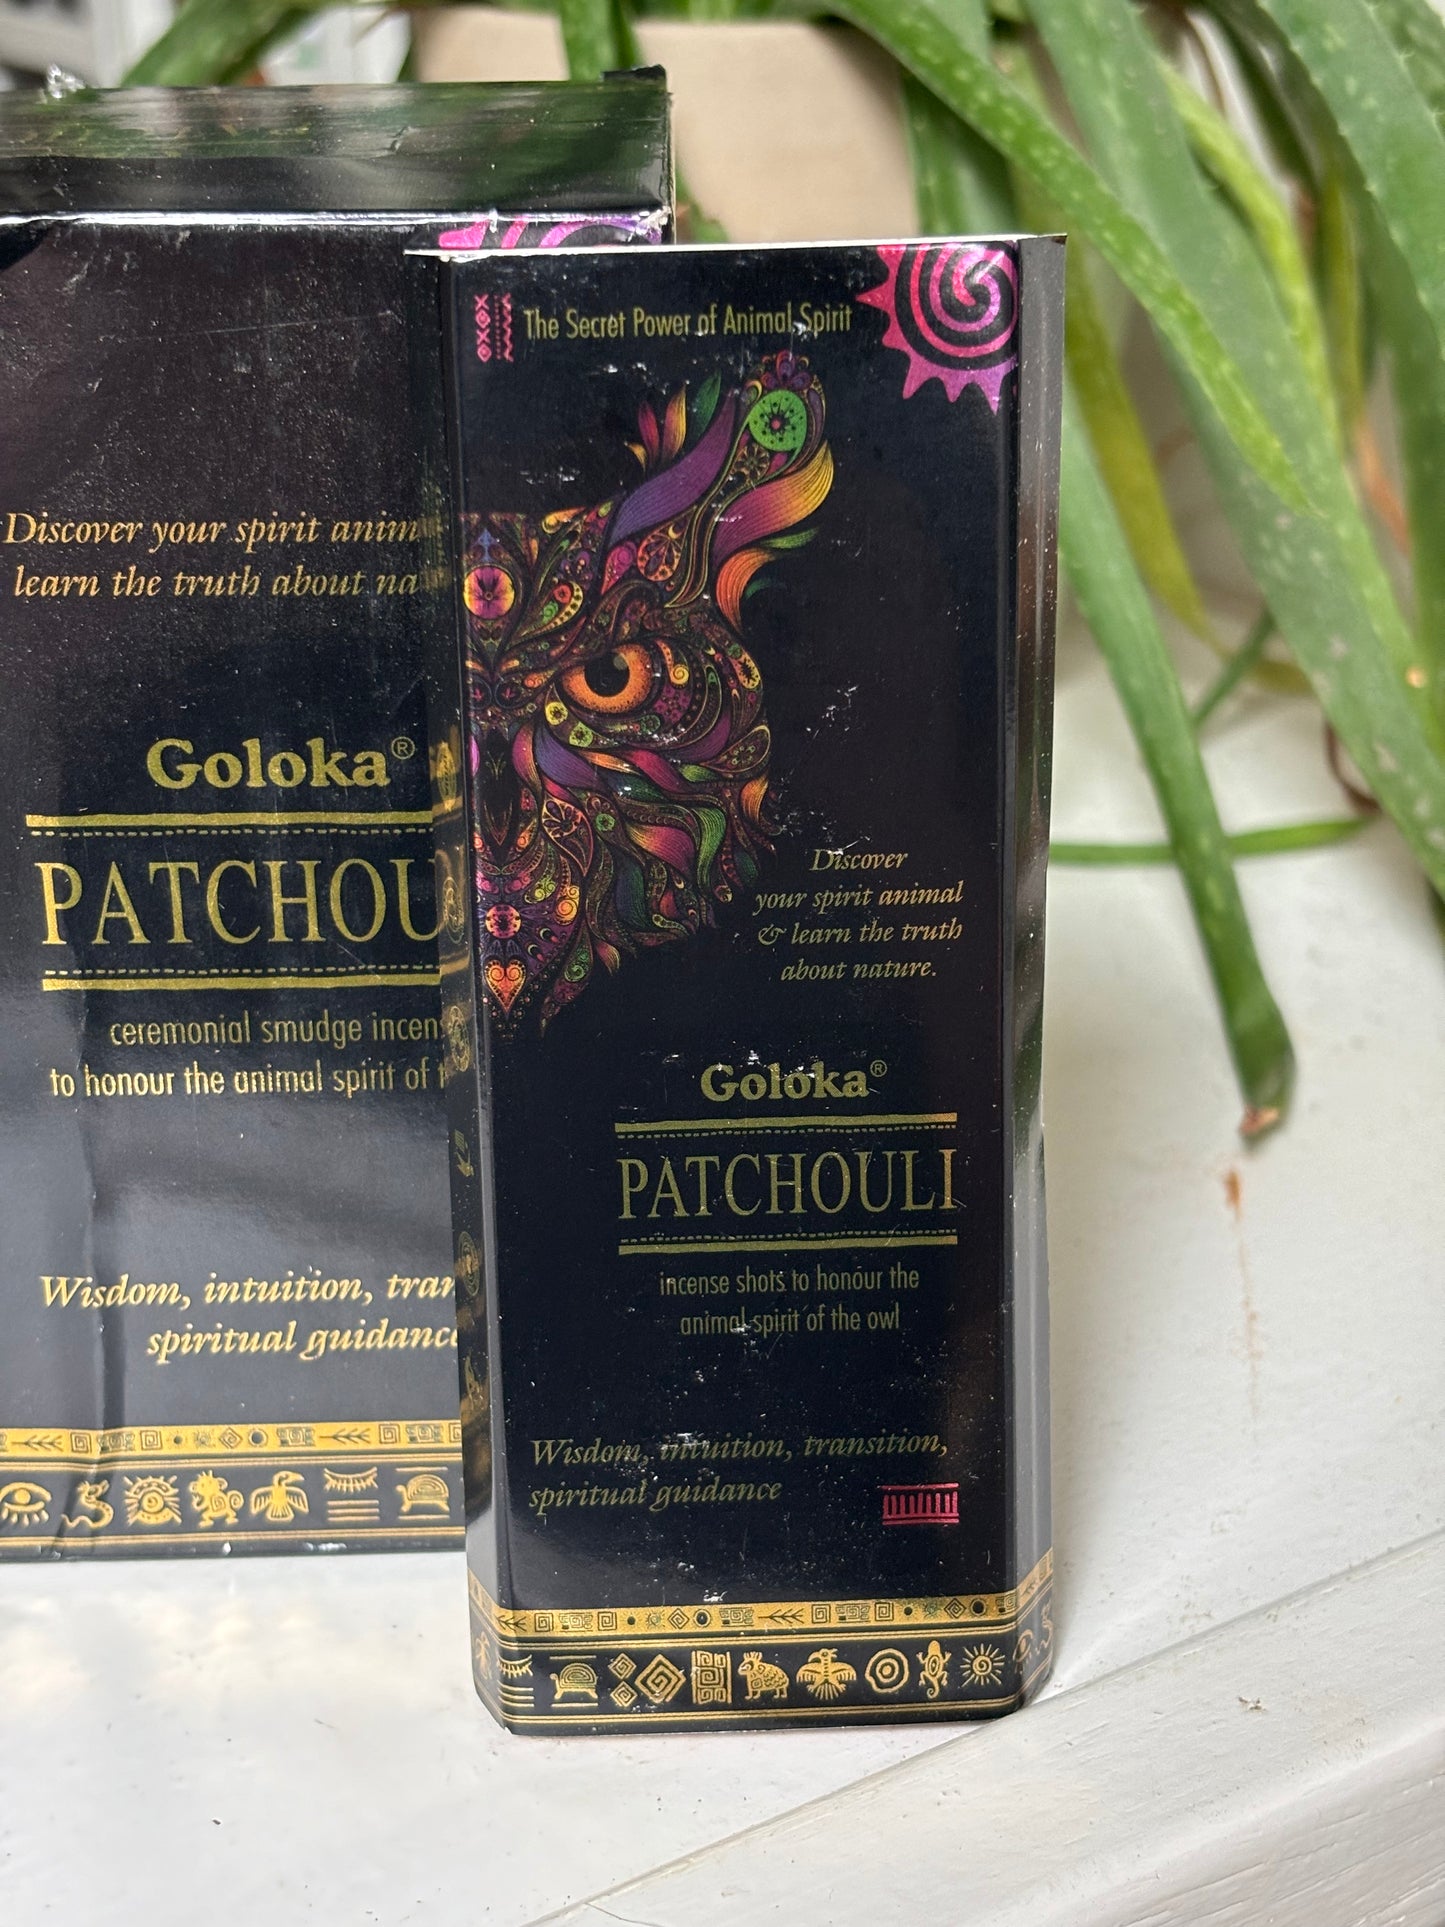 Discover your spirit anim
learn the truth about na
Goloka®
PATCHOU
ceremonial smudge incen
to honour the animal spirit of
Wisdom, intuition, tran
spiritual guidance
The Secret Power of Animal Spirit
Discover
your spirit animal
& learn the truth
about nature.
Goloka®
PATCHOULI
incense shots to honour the
animal spirit of the owl
Wisdom, intuition, transition,
spiritual guidance